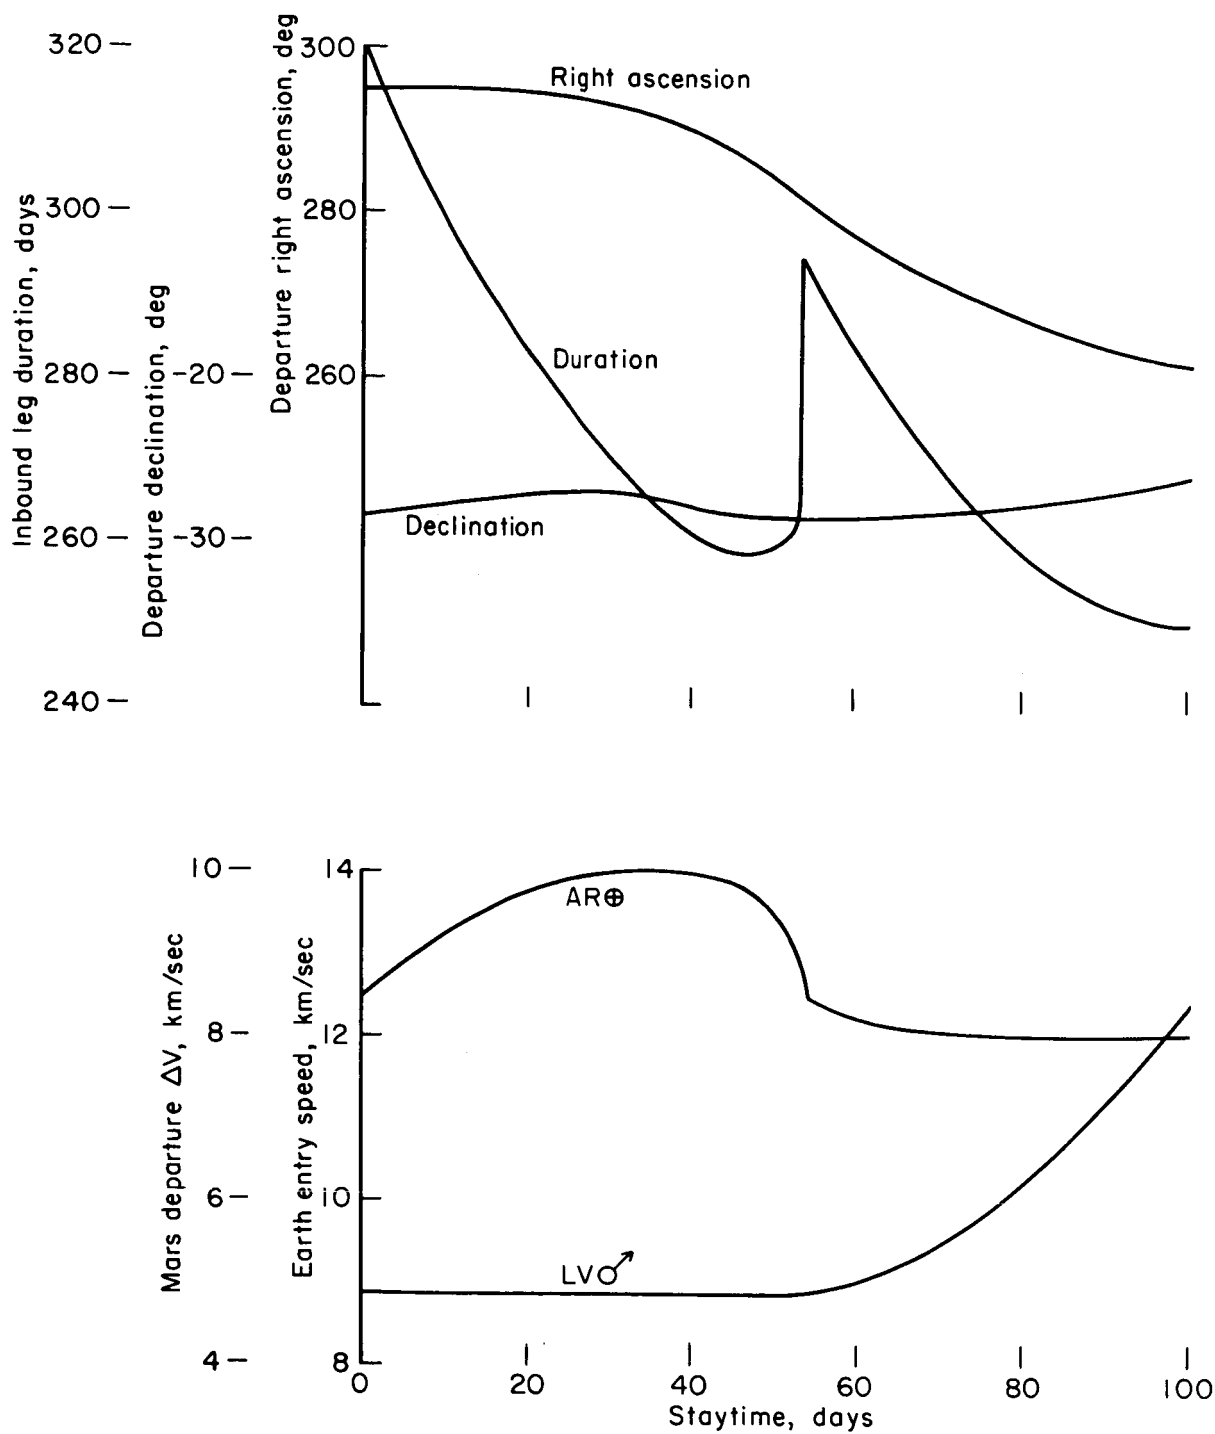 320
300
280
260
240
Inbound leg duration, days
-20
-30
Departure declination, deg
300
280
260
Departure right ascension, deg
Right ascension
Duration
Declination
10
8
6
4
Mars departure ΔV, km/sec
14
12
10
8
Earth entry speed, km/sec
AR⊕
LV♂
0 20 40 60 80 100
Staytime, days